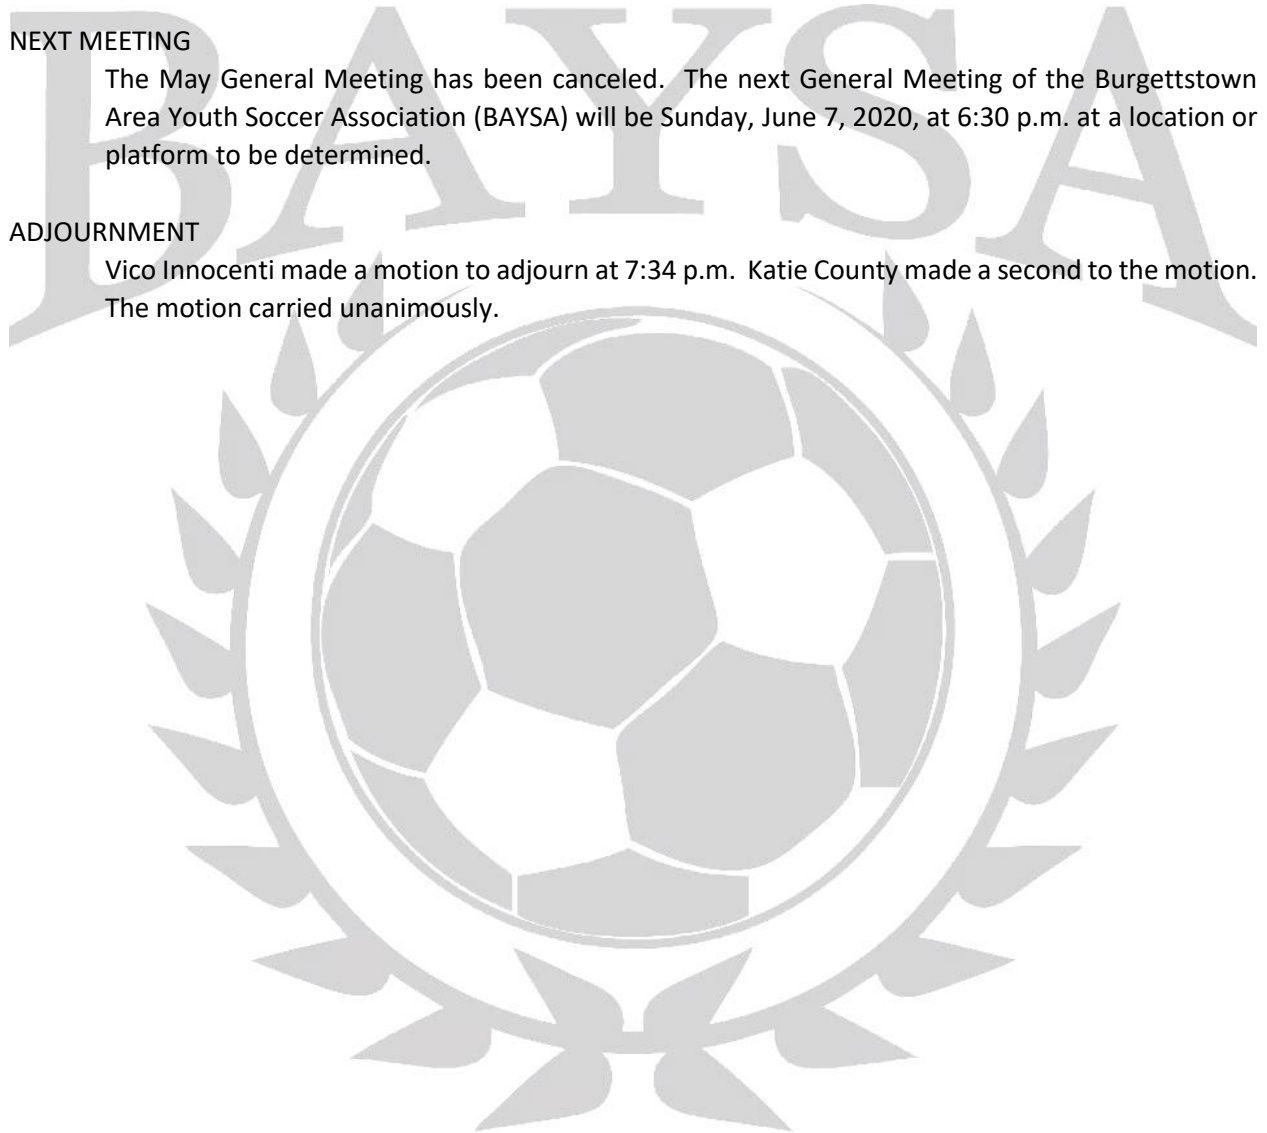 BAYSA
NEXT MEETING
The May General Meeting has been canceled.  The next General Meeting of the Burgettstown
Area Youth Soccer Association (BAYSA) will be Sunday, June 7, 2020, at 6:30 p.m. at a location or
platform to be determined.
ADJOURNMENT
Vico Innocenti made a motion to adjourn at 7:34 p.m.  Katie County made a second to the motion.
The motion carried unanimously.